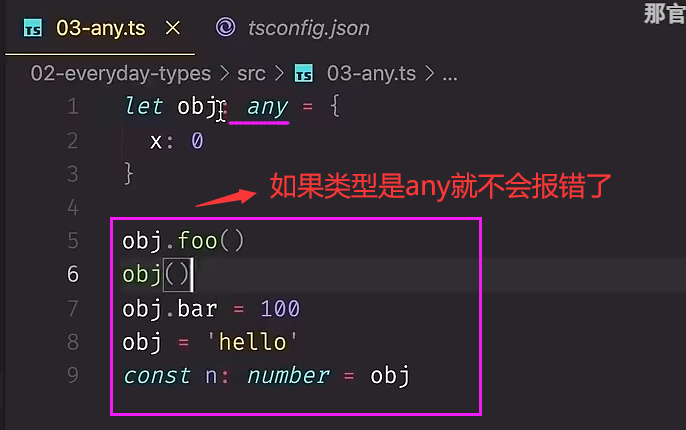 TS 03-any.ts × tsconfig.json
那官
02-everyday-types > src > TS 03-any.ts > ...
1 let obj: any = {
2 x: 0
3 }
4 如果类型是any就不会报错了
5 obj.foo()
6 obj()
7 obj.bar = 100
8 obj = 'hello'
9 const n: number = obj